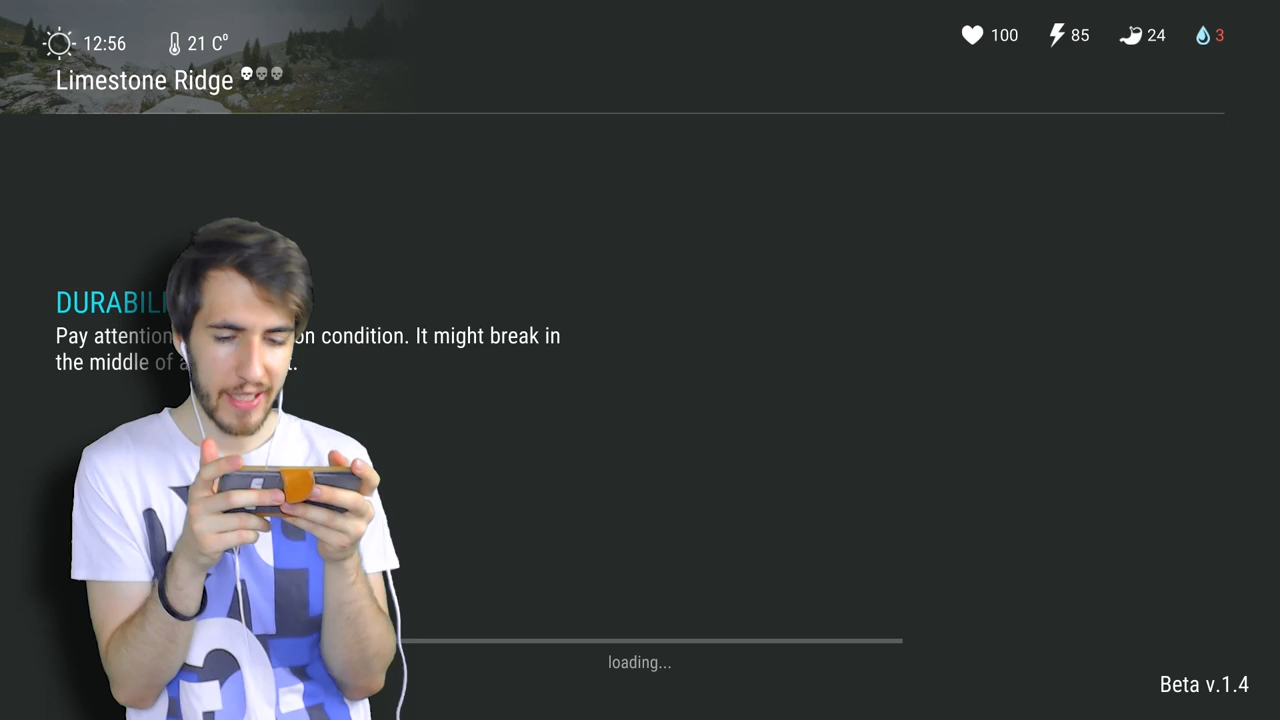 12:56
21 Cº
100
85
24
3
Limestone Ridge
Pay attention on condition. It might break in
the middle of
loading...
Beta v.1.4